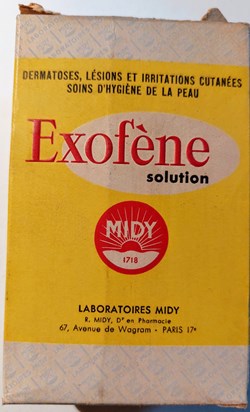 DERMATOSES, LÉSIONS ET IRRITATIONS CUTANÉES
SOINS D'HYGIÈNE DE LA PEAU
Exofène
solution
MIDY
1718
LABORATOIRES MIDY
R. MIDY, Dr en Pharmacie
67, Avenue de Wagram - PARIS 17e